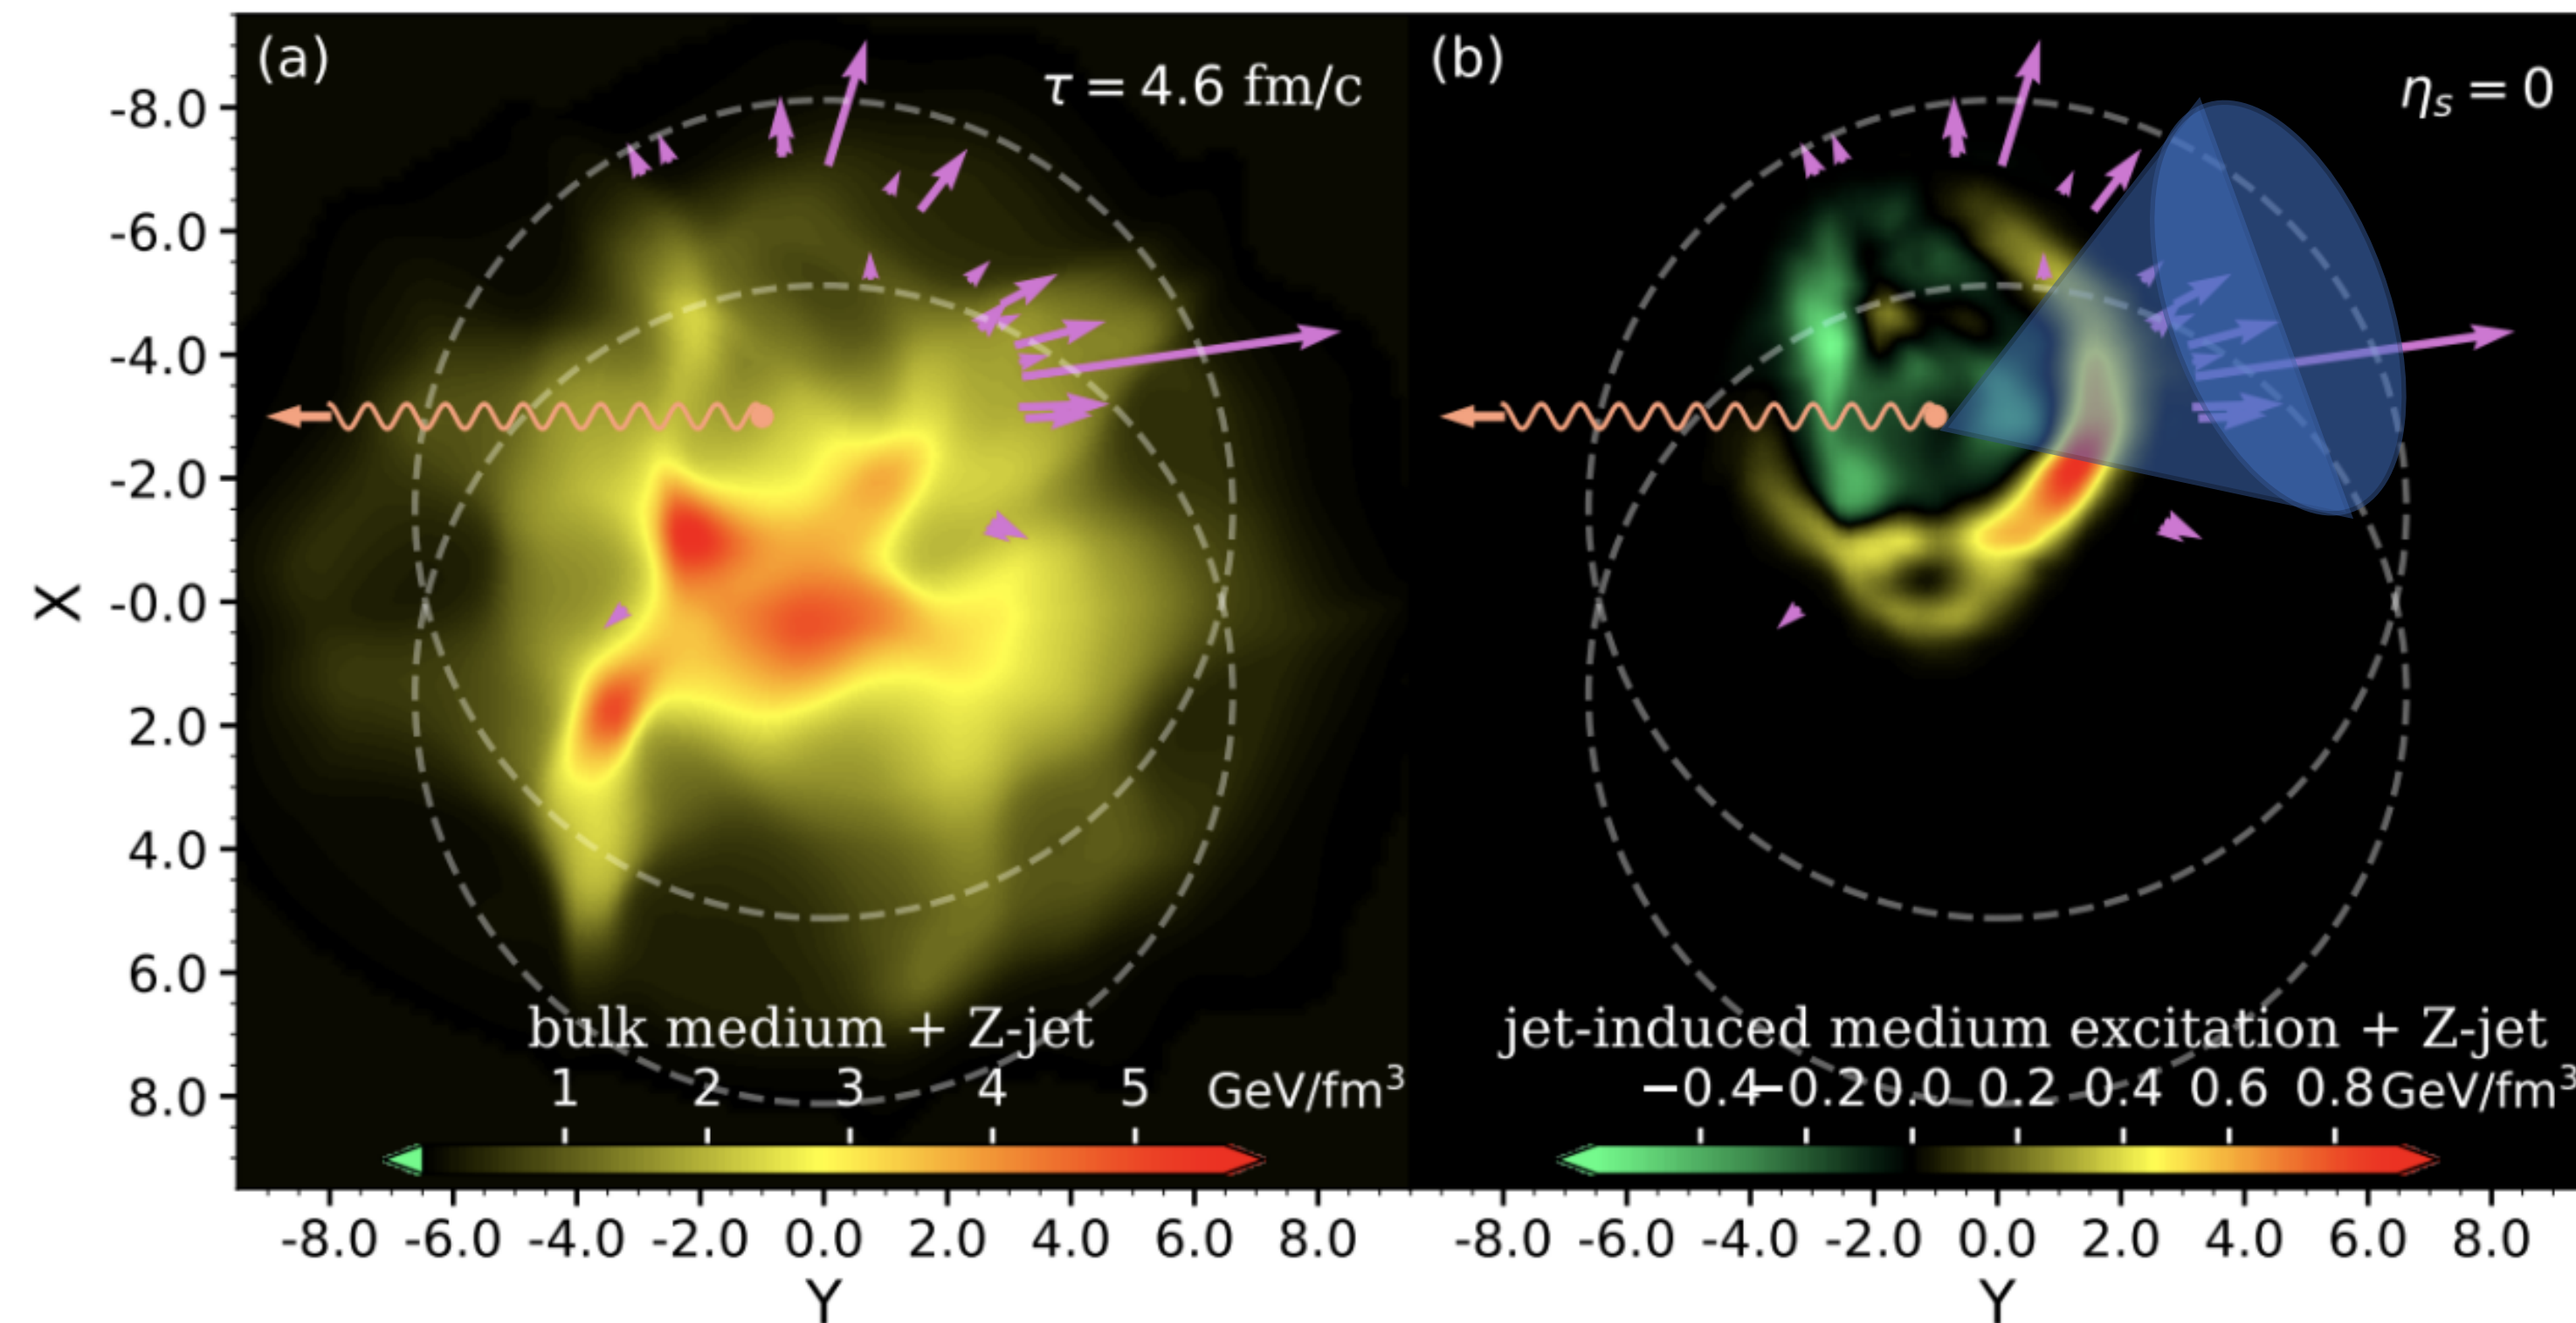 (a)
τ = 4.6 fm/c
(b)
ηs = 0
X
-8.0
-6.0
-4.0
-2.0
-0.0
2.0
4.0
6.0
8.0
bulk medium + Z-jet
1 2 3 4 5 GeV/fm³
jet-induced medium excitation + Z-jet
−0.4 −0.2 0.0 0.2 0.4 0.6 0.8 GeV/fm³
-8.0 -6.0 -4.0 -2.0 0.0 2.0 4.0 6.0 8.0
-8.0 -6.0 -4.0 -2.0 0.0 2.0 4.0 6.0 8.0
Y
Y